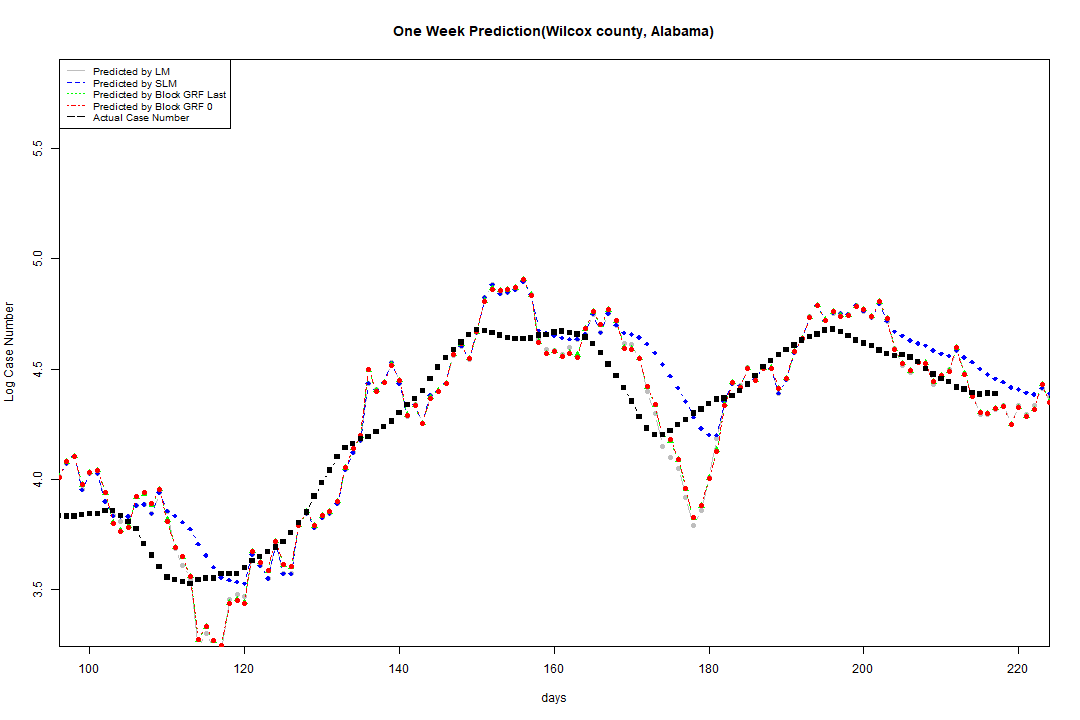 One Week Prediction(Wilcox county, Alabama)
Predicted by LM
Predicted by SLM
Predicted by Block GRF Last
Predicted by Block GRF 0
Actual Case Number
5.5
5.0
4.5
4.0
3.5
Log Case Number
100 120 140 160 180 200 220
days